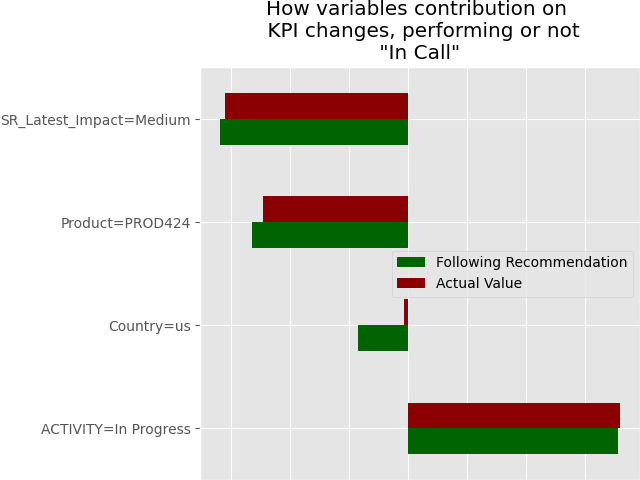 How variables contribution on
KPI changes, performing or not
"In Call"
SR_Latest_Impact=Medium
Product=PROD424
Following Recommendation
Actual Value
Country=us
ACTIVITY=In Progress